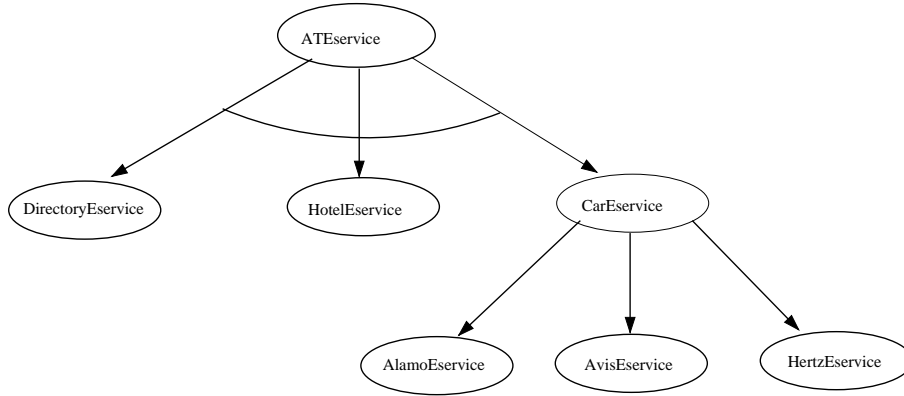 ATEservice
DirectoryEservice
HotelEservice
CarEservice
AlamoEservice
AvisEservice
HertzEservice